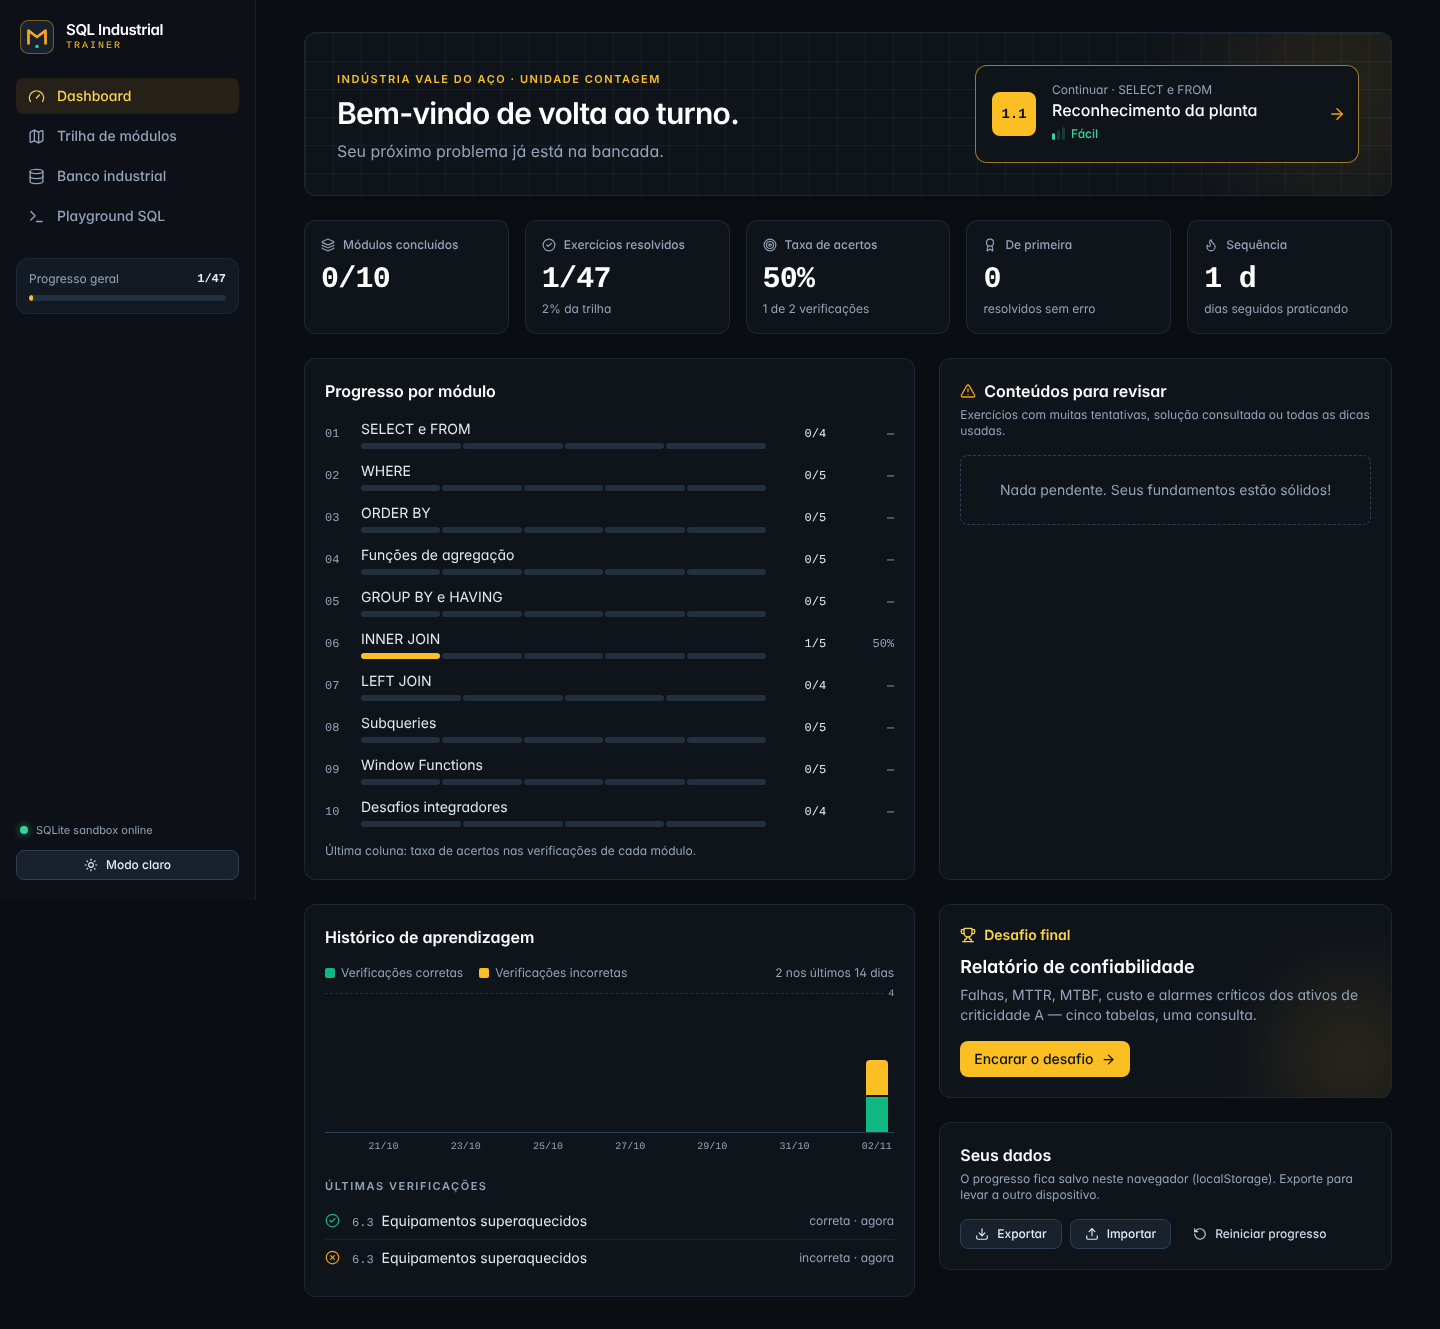 SQL Industrial
TRAINER
Dashboard
Trilha de módulos
Banco industrial
Playground SQL
Progresso geral 1/47
SQLite sandbox online
Modo claro
INDÚSTRIA VALE DO AÇO · UNIDADE CONTAGEM
Bem-vindo de volta ao turno.
Seu próximo problema já está na bancada.
1.1
Continuar · SELECT e FROM
Reconhecimento da planta
Fácil
Módulos concluídos
0/10
Exercícios resolvidos
1/47
2% da trilha
Taxa de acertos
50%
1 de 2 verificações
De primeira
0
resolvidos sem erro
Sequência
1 d
dias seguidos praticando
Progresso por módulo
01 SELECT e FROM 0/4 —
02 WHERE 0/5 —
03 ORDER BY 0/5 —
04 Funções de agregação 0/5 —
05 GROUP BY e HAVING 0/5 —
06 INNER JOIN 1/5 50%
07 LEFT JOIN 0/4 —
08 Subqueries 0/5 —
09 Window Functions 0/5 —
10 Desafios integradores 0/4 —
Última coluna: taxa de acertos nas verificações de cada módulo.
Conteúdos para revisar
Exercícios com muitas tentativas, solução consultada ou todas as dicas
usadas.
Nada pendente. Seus fundamentos estão sólidos!
Histórico de aprendizagem
Verificações corretas Verificações incorretas 2 nos últimos 14 dias
4
21/10 23/10 25/10 27/10 29/10 31/10 02/11
ÚLTIMAS VERIFICAÇÕES
6.3 Equipamentos superaquecidos correta · agora
6.3 Equipamentos superaquecidos incorreta · agora
Desafio final
Relatório de confiabilidade
Falhas, MTTR, MTBF, custo e alarmes críticos dos ativos de
criticidade A — cinco tabelas, uma consulta.
Encarar o desafio
Seus dados
O progresso fica salvo neste navegador (localStorage). Exporte para
levar a outro dispositivo.
Exportar Importar Reiniciar progresso